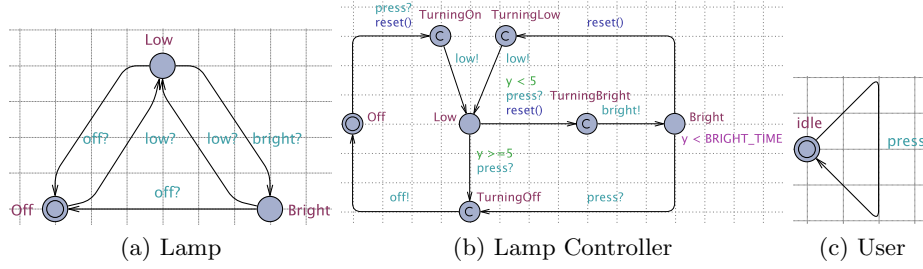 Low
off?
low?
low?
bright?
off?
Off
Bright
(a) Lamp
press?
reset()
TurningOn
TurningLow
reset()
low!
low!
y < 5
press?
reset()
TurningBright
bright!
Off
Low
Bright
y < BRIGHT_TIME
y >=5
press?
off!
TurningOff
press?
(b) Lamp Controller
idle
press
(c) User